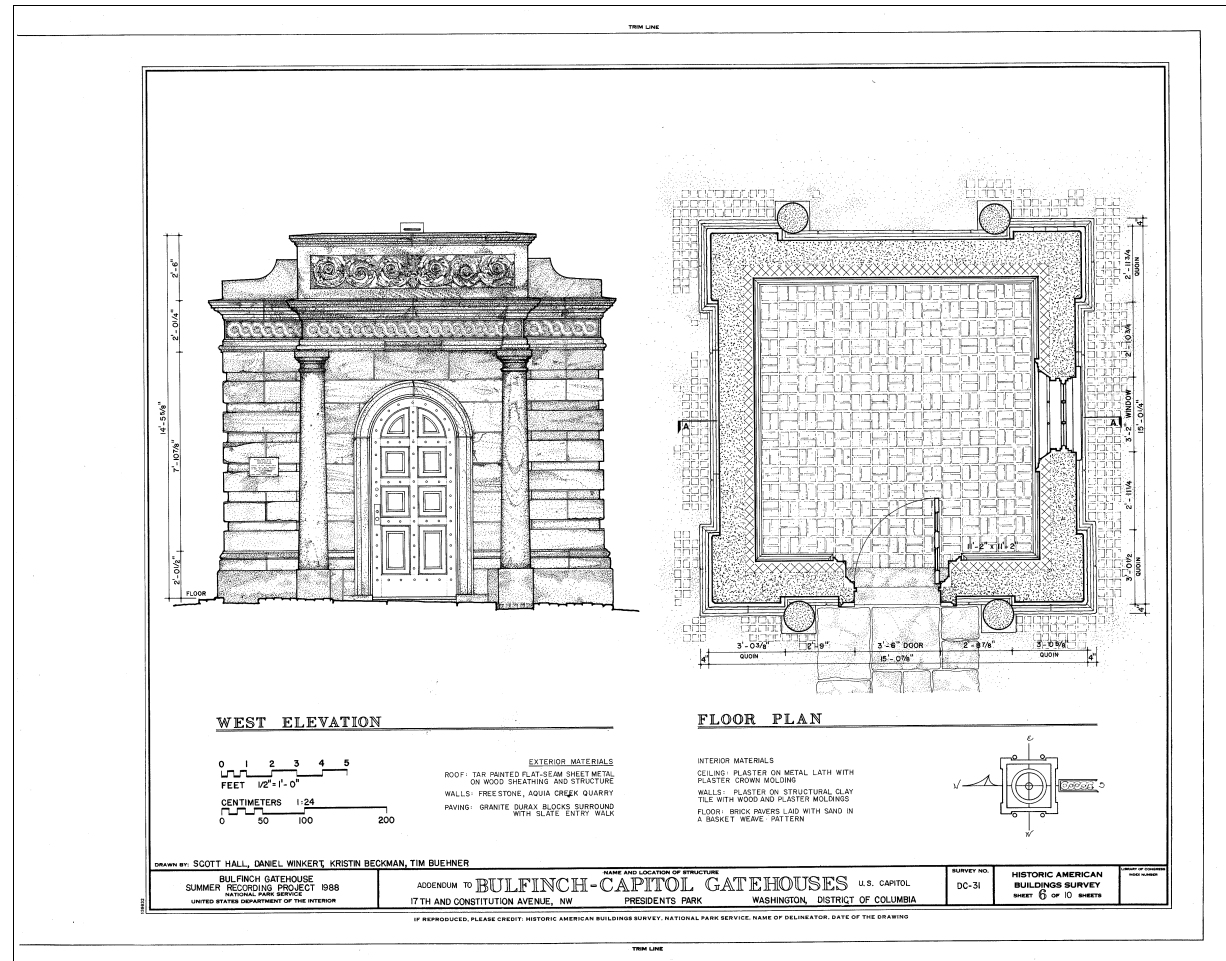 TRIM LINE
2'-6"
2'-0 1/4"
14'-5 5/8"
7'-10 7/8"
2'-0 1/2"
FLOOR
4"
2'-11 3/4
QUOIN
2'-10 3/4
3'-2" WINDOW
15'-0 1/4"
2'-11 1/4
3'-0 1/2
QUOIN
4"
A
A
11'-2" x 11'-2"
3'-0 3/8" 2'-9" 3'-6" DOOR 2'-8 7/8" 3'-0 5/8"
4" QUOIN 15'-0 7/8" QUOIN 4"
WEST ELEVATION
0 1 2 3 4 5
FEET 1/2" = 1'-0"
CENTIMETERS 1:24
0 50 100 200
EXTERIOR MATERIALS
ROOF: TAR PAINTED FLAT-SEAM SHEET METAL
ON WOOD SHEATHING AND STRUCTURE
WALLS: FREESTONE, AQUIA CREEK QUARRY
PAVING: GRANITE DURAX BLOCKS SURROUND
WITH SLATE ENTRY WALK
FLOOR PLAN
INTERIOR MATERIALS
CEILING: PLASTER ON METAL LATH WITH
PLASTER CROWN MOLDING
WALLS: PLASTER ON STRUCTURAL CLAY
TILE WITH WOOD AND PLASTER MOLDINGS
FLOOR: BRICK PAVERS LAID WITH SAND IN
A BASKET WEAVE PATTERN
E
N
S
W
DRAWN BY: SCOTT HALL, DANIEL WINKERT, KRISTIN BECKMAN, TIM BUEHNER
BULFINCH GATEHOUSE
SUMMER RECORDING PROJECT 1988
NATIONAL PARK SERVICE
UNITED STATES DEPARTMENT OF THE INTERIOR
NAME AND LOCATION OF STRUCTURE
ADDENDUM TO BULFINCH-CAPITOL GATEHOUSES U.S. CAPITOL
17TH AND CONSTITUTION AVENUE, NW PRESIDENTS PARK WASHINGTON, DISTRICT OF COLUMBIA
SURVEY NO.
DC-31
HISTORIC AMERICAN
BUILDINGS SURVEY
SHEET 6 OF 10 SHEETS
LIBRARY OF CONGRESS
INDEX NUMBER
IF REPRODUCED, PLEASE CREDIT: HISTORIC AMERICAN BUILDINGS SURVEY, NATIONAL PARK SERVICE, NAME OF DELINEATOR, DATE OF THE DRAWING
TRIM LINE